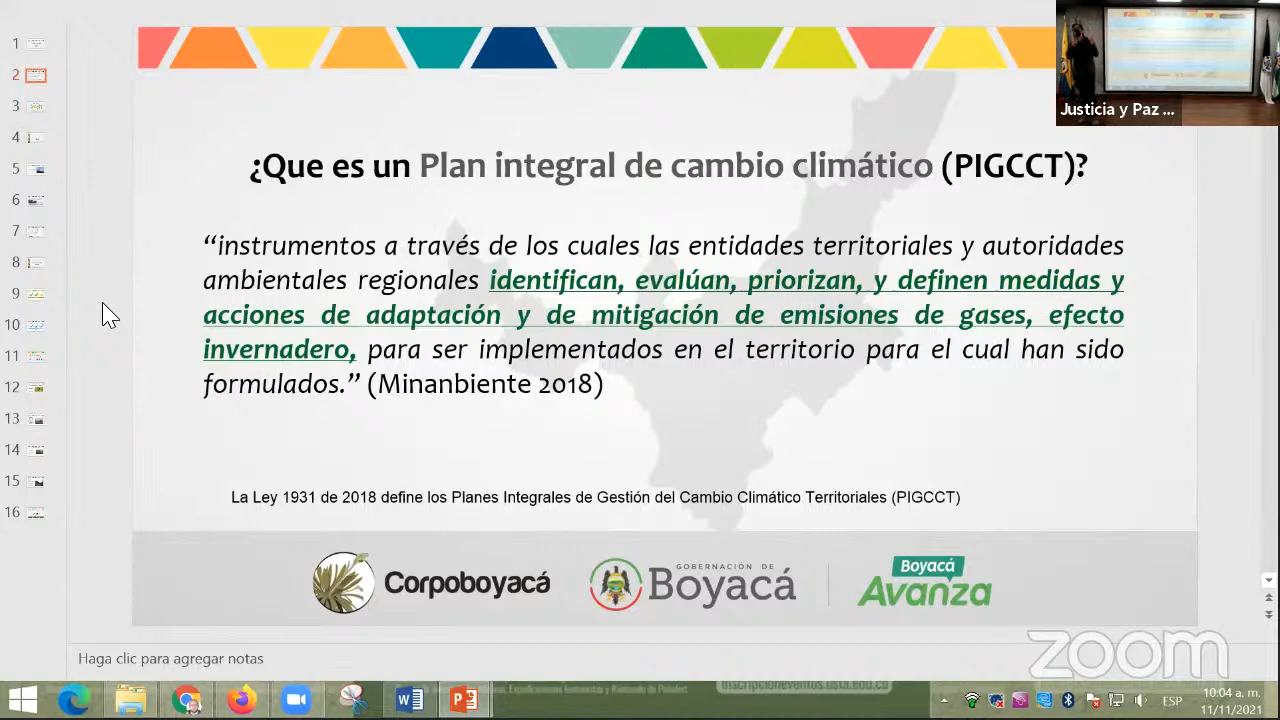 1
2
3
4
5
6
7
8
9
10
11
12
13
14
15
16
Justicia y Paz ...
¿Que es un Plan integral de cambio climático (PIGCCT)?
“instrumentos a través de los cuales las entidades territoriales y autoridades
ambientales regionales identifican, evalúan, priorizan, y definen medidas y
acciones de adaptación y de mitigación de emisiones de gases, efecto
invernadero, para ser implementados en el territorio para el cual han sido
formulados.” (Minanbiente 2018)
La Ley 1931 de 2018 define los Planes Integrales de Gestión del Cambio Climático Territoriales (PIGCCT)
Corpoboyacá
GOBERNACIÓN DE
Boyacá
Boyacá
Avanza
zoom
Haga clic para agregar notas
inscripcioneventos.usta.edu.co
ESP
10:04 a. m.
11/11/2021